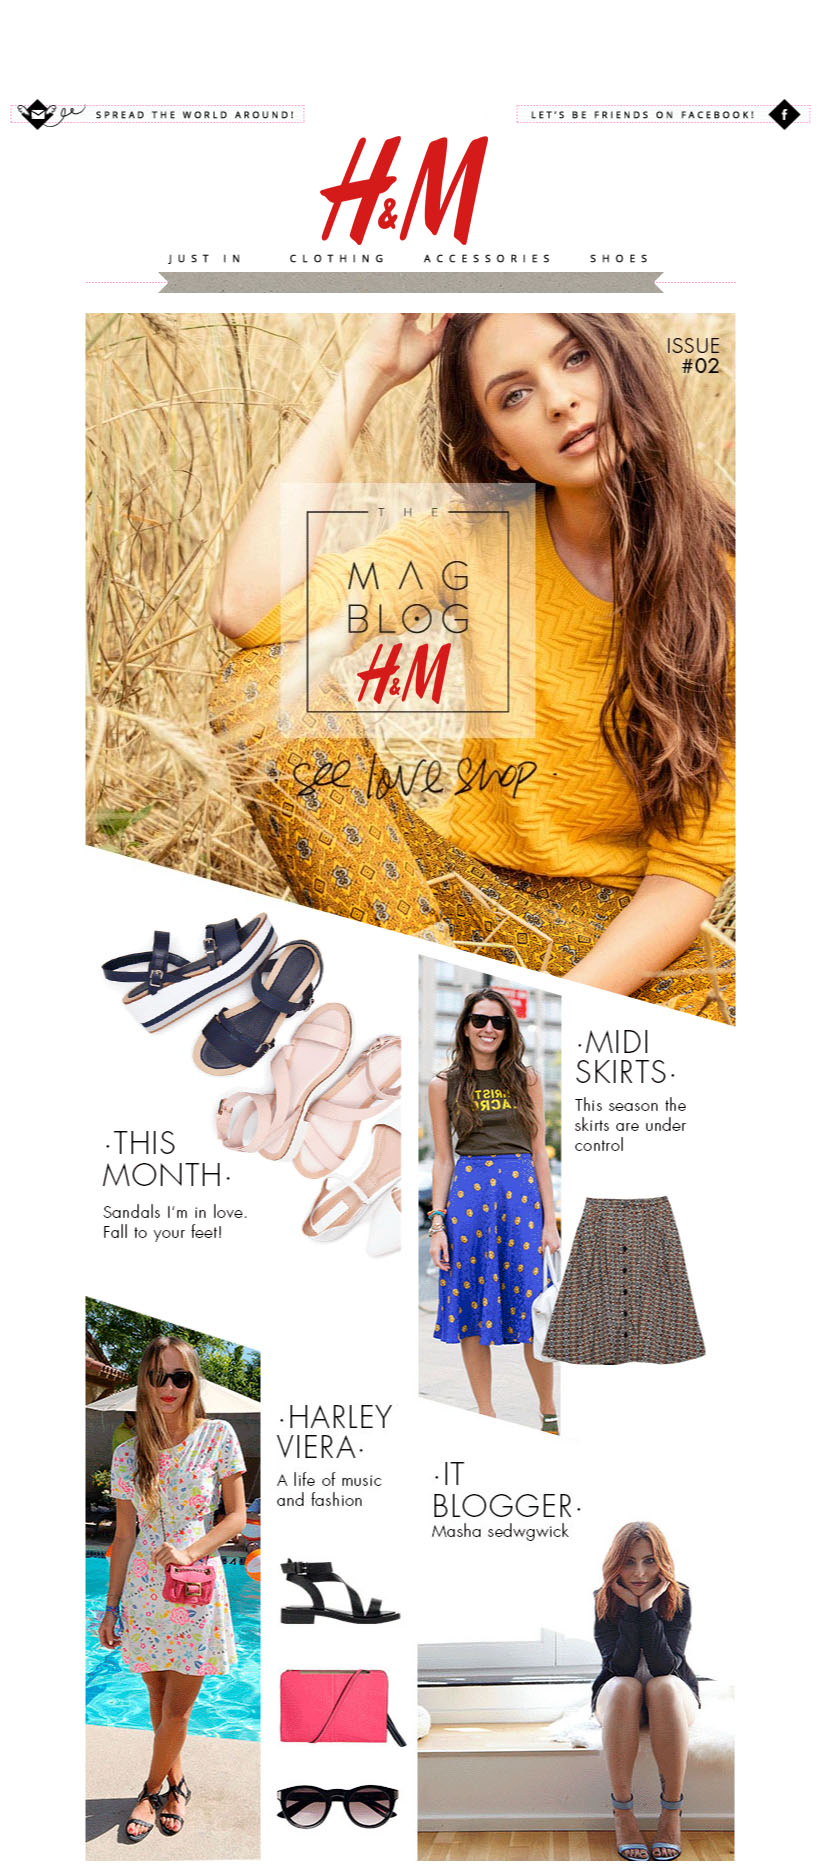 SPREAD THE WORLD AROUND!
LET'S BE FRIENDS ON FACEBOOK!
f
H&M
JUST IN CLOTHING ACCESSORIES SHOES
ISSUE
#02
THE
MAG
BLOG
H&M
see love shop
·THIS
MONTH·
Sandals I'm in love.
Fall to your feet!
·MIDI
SKIRTS·
This season the
skirts are under
control
·HARLEY
VIERA·
A life of music
and fashion
·IT
BLOGGER·
Masha sedwgwick